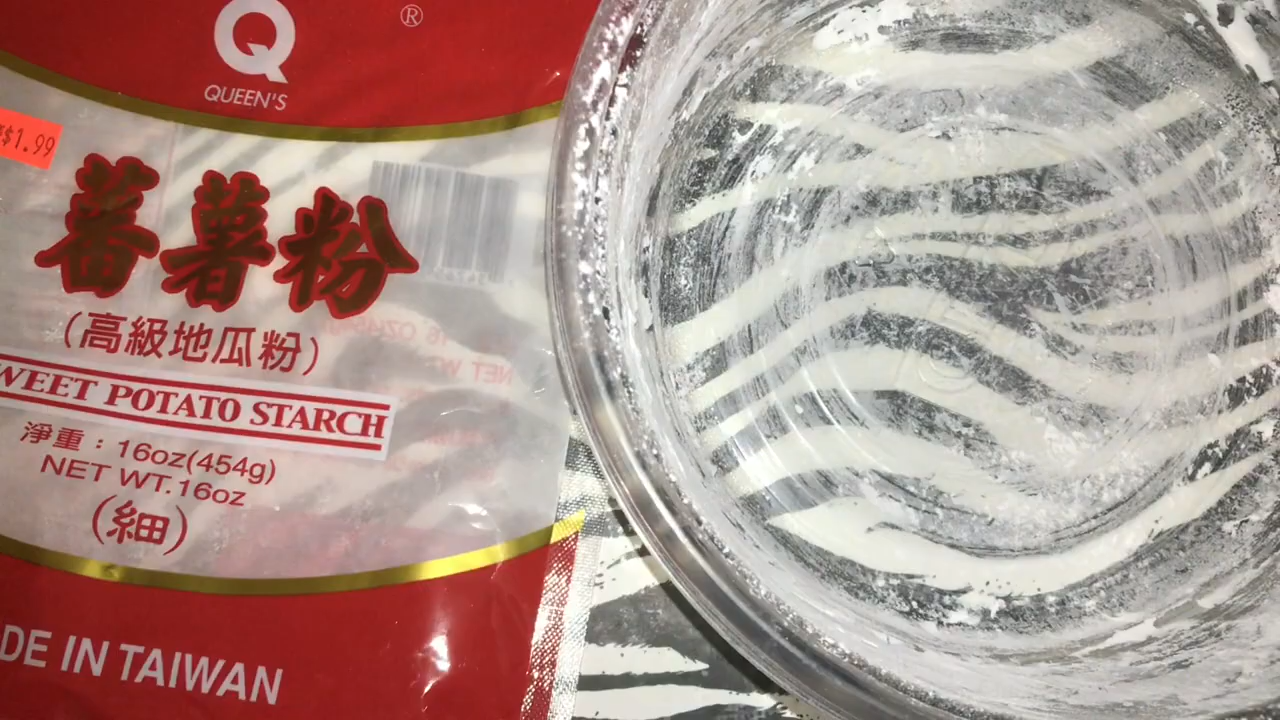 Q
®
QUEEN'S
$1.99
蕃薯粉
(高級地瓜粉)
WEET POTATO STARCH
淨重：16oz(454g)
NET WT.16oz
(細)
DE IN TAIWAN